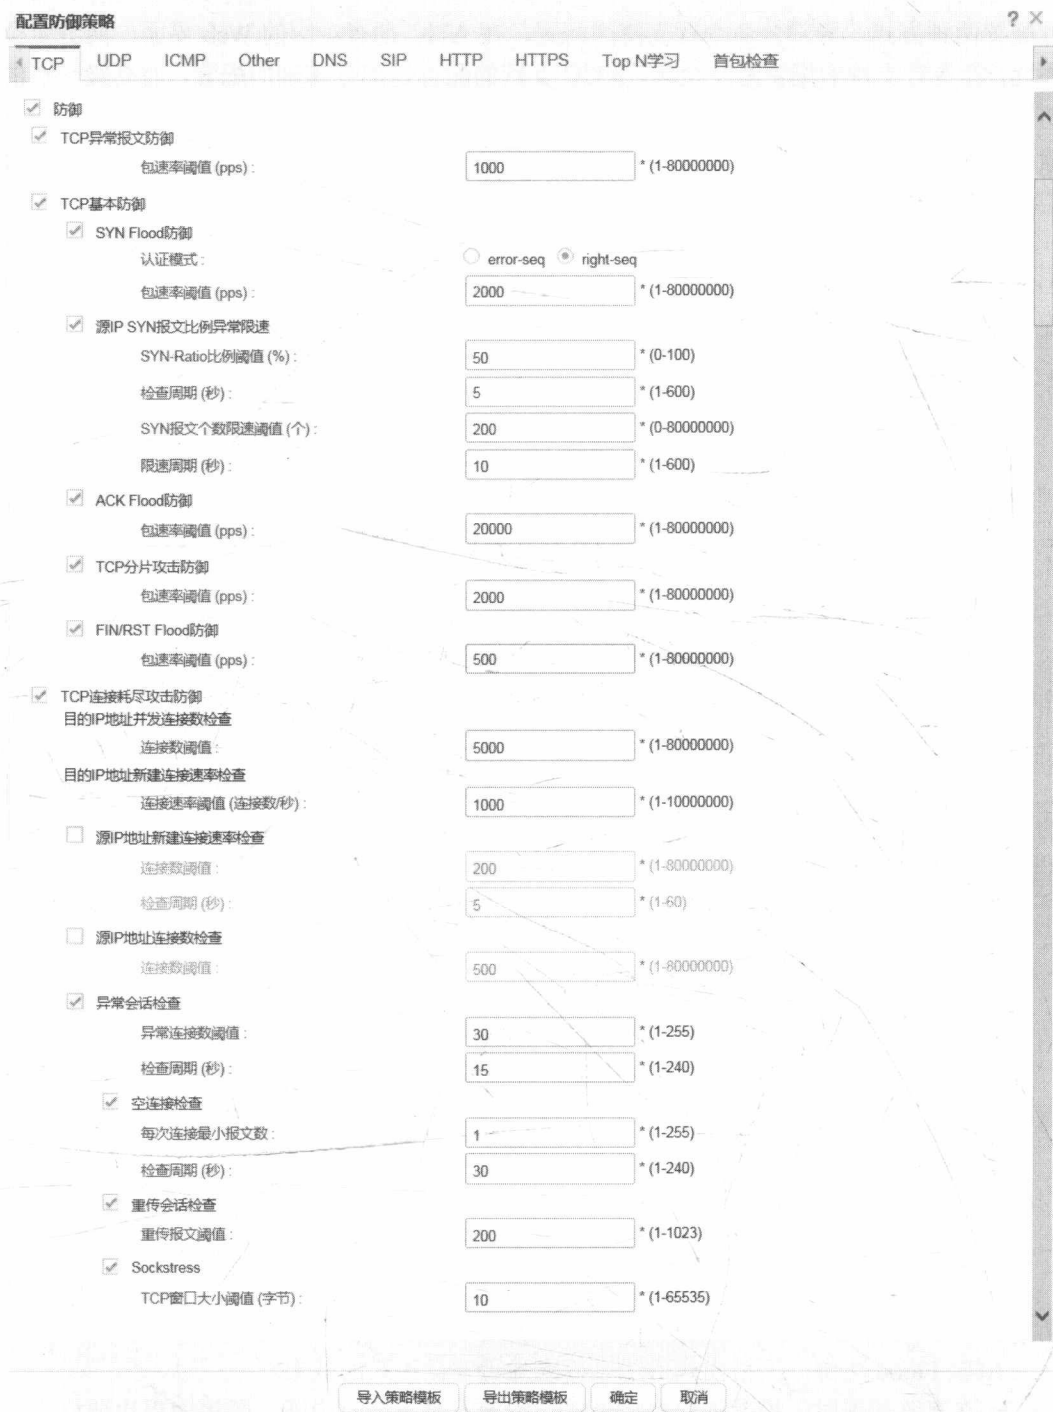 配置防御策略 ? ×
TCP UDP ICMP Other DNS SIP HTTP HTTPS Top N学习 首包检查
防御
TCP异常报文防御
包速率阈值 (pps) : 1000 * (1-80000000)
TCP基本防御
SYN Flood防御
认证模式 : error-seq right-seq
包速率阈值 (pps) : 2000 * (1-80000000)
源IP SYN报文比例异常限速
SYN-Ratio比例阈值 (%) : 50 * (0-100)
检查周期 (秒) : 5 * (1-600)
SYN报文个数限速阈值 (个) : 200 * (0-80000000)
限速周期 (秒) : 10 * (1-600)
ACK Flood防御
包速率阈值 (pps) : 20000 * (1-80000000)
TCP分片攻击防御
包速率阈值 (pps) : 2000 * (1-80000000)
FIN/RST Flood防御
包速率阈值 (pps) : 500 * (1-80000000)
TCP连接耗尽攻击防御
目的IP地址并发连接数检查
连接数阈值 : 5000 * (1-80000000)
目的IP地址新建连接速率检查
连接速率阈值 (连接数/秒) : 1000 * (1-10000000)
源IP地址新建连接速率检查
连接数阈值 : 200 * (1-80000000)
检查周期 (秒) : 5 * (1-60)
源IP地址连接数检查
连接数阈值 : 500 * (1-80000000)
异常会话检查
异常连接数阈值 : 30 * (1-255)
检查周期 (秒) : 15 * (1-240)
空连接检查
每次连接最小报文数 : 1 * (1-255)
检查周期 (秒) : 30 * (1-240)
重传会话检查
重传报文阈值 : 200 * (1-1023)
Sockstress
TCP窗口大小阈值 (字节) : 10 * (1-65535)
导入策略模板 导出策略模板 确定 取消